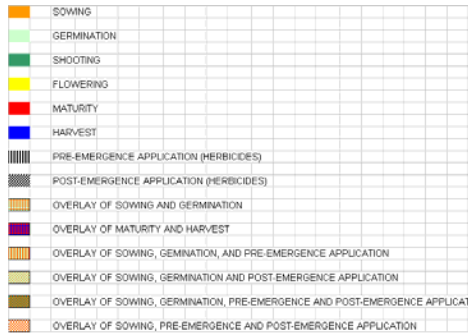 SOWING
GERMINATION
SHOOTING
FLOWERING
MATURITY
HARVEST
PRE-EMERGENCE APPLICATION (HERBICIDES)
POST-EMERGENCE APPLICATION (HERBICIDES)
OVERLAY OF SOWING AND GERMINATION
OVERLAY OF MATURITY AND HARVEST
OVERLAY OF SOWING, GEMINATION, AND PRE-EMERGENCE APPLICATION
OVERLAY OF SOWING, GERMINATION AND POST-EMERGENCE APPLICATION
OVERLAY OF SOWING, GERMINATION, PRE-EMERGENCE AND POST-EMERGENCE APPLICAT
OVERLAY OF SOWING, PRE-EMERGENCE AND POST-EMERGENCE APPLICATION